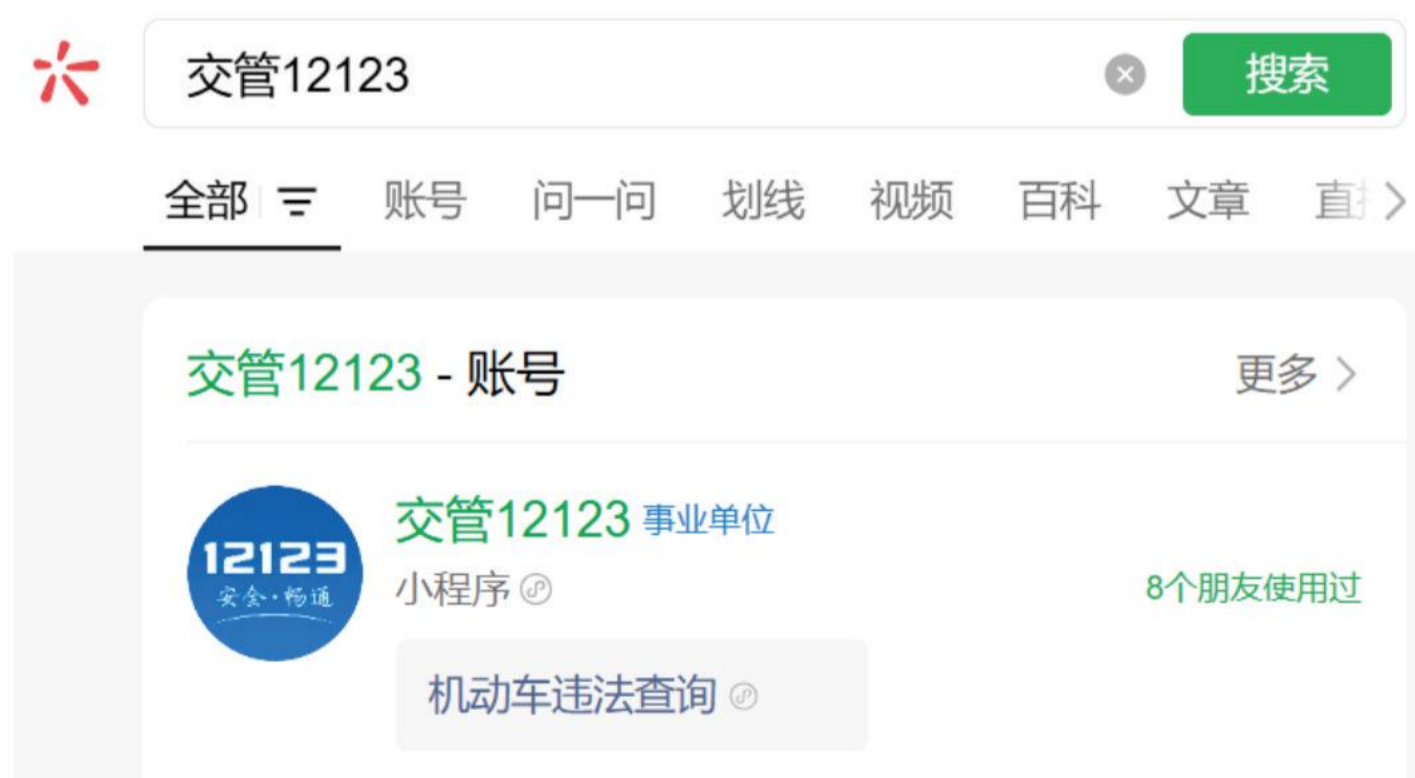 交管12123
搜索
全部 账号 问一问 划线 视频 百科 文章
交管12123 - 账号 更多
12123
安全·畅通
交管12123 事业单位
小程序
8个朋友使用过
机动车违法查询